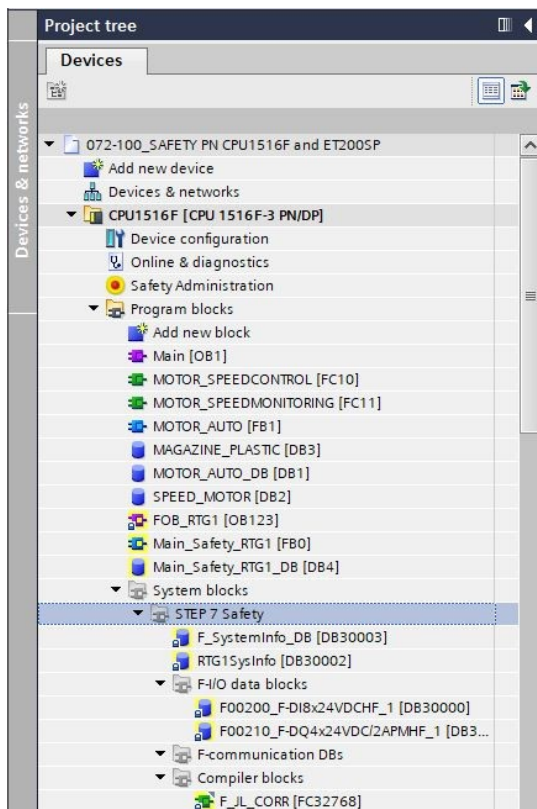 Project tree
Devices
Devices & networks
072-100_SAFETY PN CPU1516F and ET200SP
Add new device
Devices & networks
CPU1516F [CPU 1516F-3 PN/DP]
Device configuration
Online & diagnostics
Safety Administration
Program blocks
Add new block
Main [OB1]
MOTOR_SPEEDCONTROL [FC10]
MOTOR_SPEEDMONITORING [FC11]
MOTOR_AUTO [FB1]
MAGAZINE_PLASTIC [DB3]
MOTOR_AUTO_DB [DB1]
SPEED_MOTOR [DB2]
FOB_RTG1 [OB123]
Main_Safety_RTG1 [FB0]
Main_Safety_RTG1_DB [DB4]
System blocks
STEP 7 Safety
F_SystemInfo_DB [DB30003]
RTG1SysInfo [DB30002]
F-I/O data blocks
F00200_F-DI8x24VDCHF_1 [DB30000]
F00210_F-DQ4x24VDC/2APMHF_1 [DB3...
F-communication DBs
Compiler blocks
F_JL_CORR [FC32768]